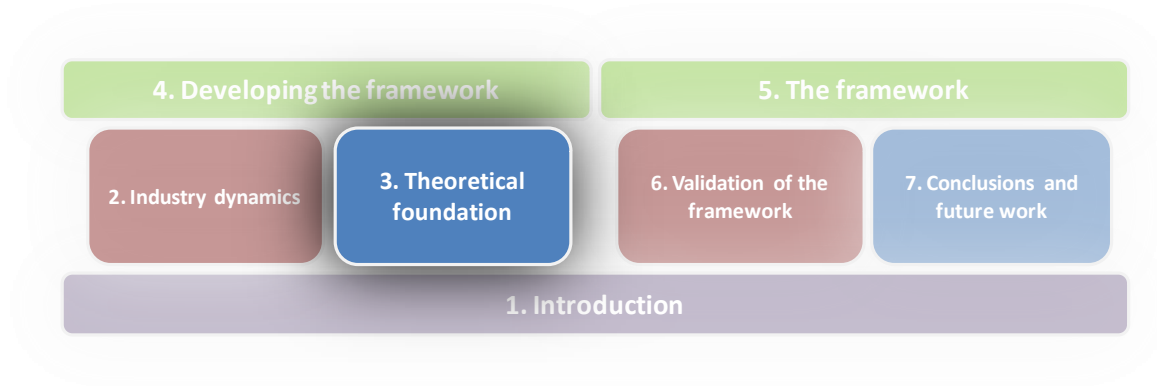 4. Developing the framework
5. The framework
2. Industry dynamics
3. Theoretical
foundation
6. Validation of the
framework
7. Conclusions and
future work
1. Introduction